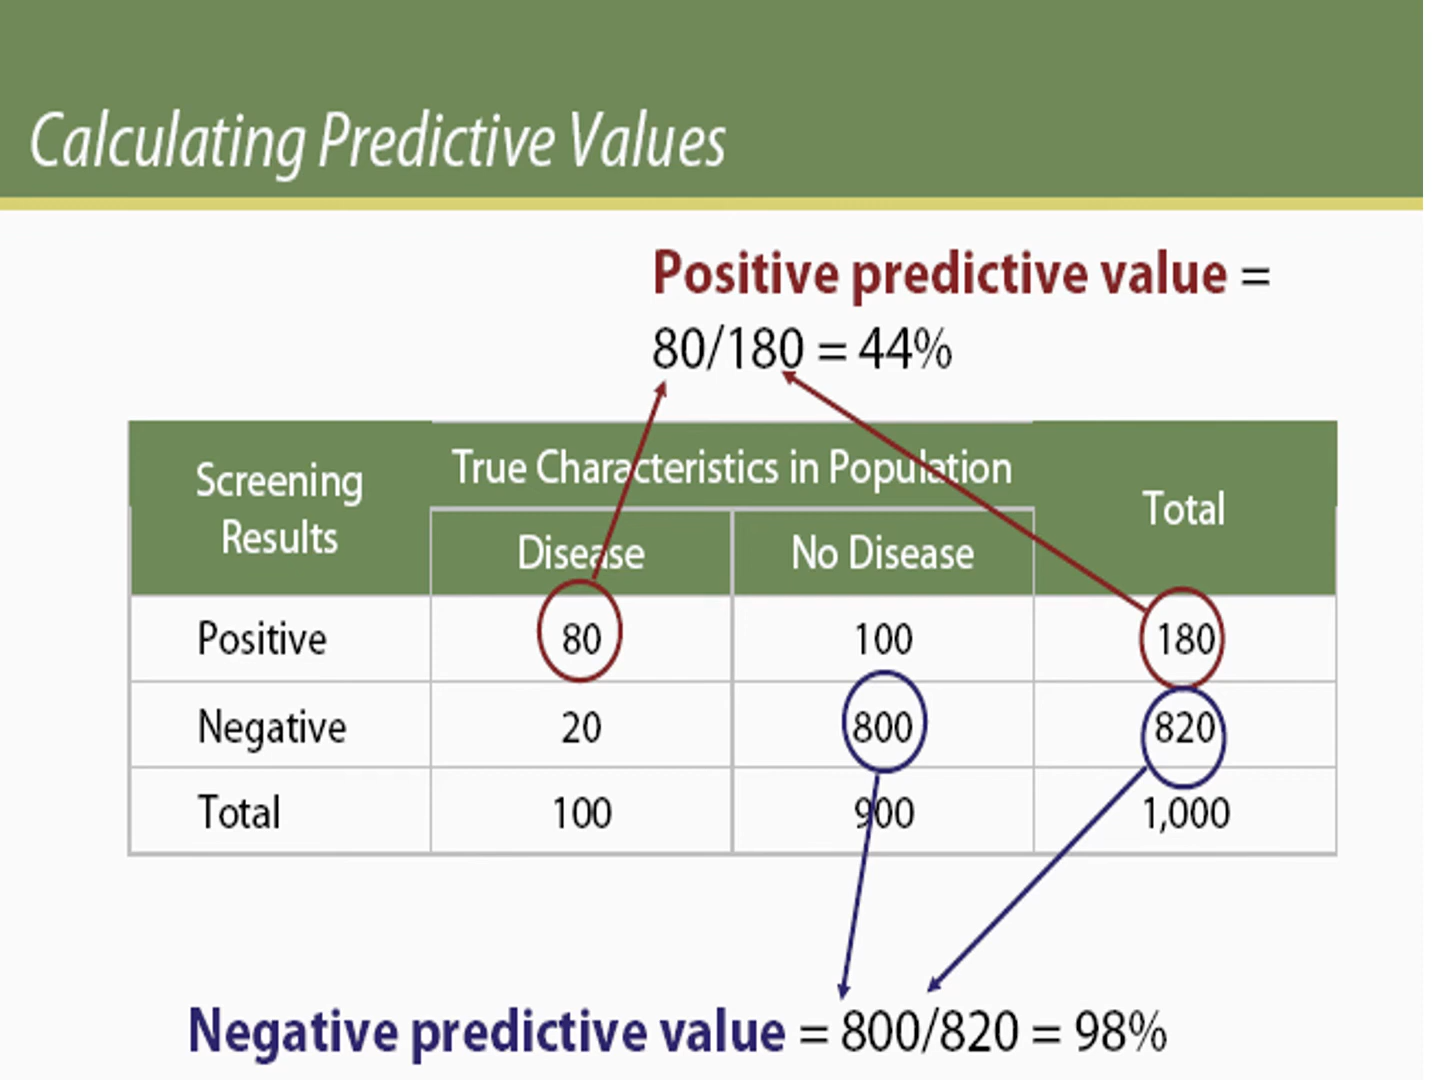 Calculating Predictive Values
Positive predictive value =
80/180 = 44%
Screening Results
True Characteristics in Population
Total
Disease
No Disease
Positive 80 100 180
Negative 20 800 820
Total 100 900 1,000
Negative predictive value = 800/820 = 98%